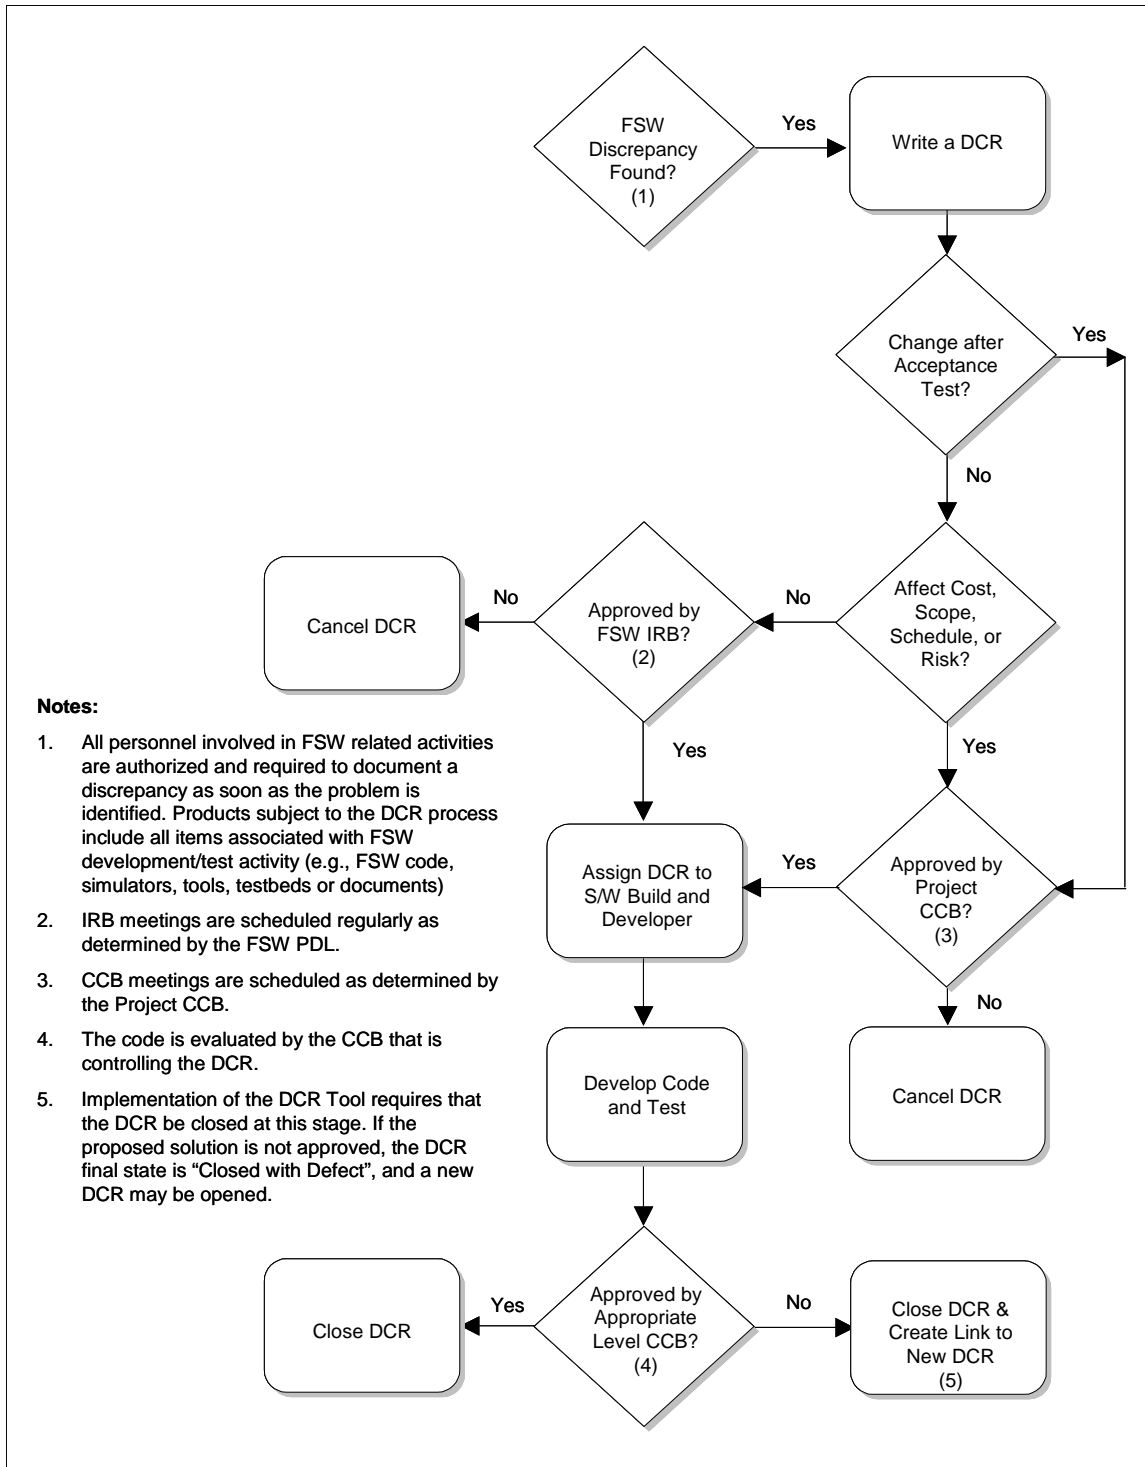 FSW
Discrepancy
Found?
(1)
Yes
Write a DCR
Change after
Acceptance
Test?
Yes
No
Affect Cost,
Scope,
Schedule, or
Risk?
No
Approved by
FSW IRB?
(2)
No
Cancel DCR
Yes
Yes
Notes:
1. All personnel involved in FSW related activities
are authorized and required to document a
discrepancy as soon as the problem is
identified. Products subject to the DCR process
include all items associated with FSW
development/test activity (e.g., FSW code,
simulators, tools, testbeds or documents)
2. IRB meetings are scheduled regularly as
determined by the FSW PDL.
3. CCB meetings are scheduled as determined by
the Project CCB.
4. The code is evaluated by the CCB that is
controlling the DCR.
5. Implementation of the DCR Tool requires that
the DCR be closed at this stage. If the
proposed solution is not approved, the DCR
final state is “Closed with Defect”, and a new
DCR may be opened.
Assign DCR to
S/W Build and
Developer
Yes
Approved by
Project
CCB?
(3)
No
Develop Code
and Test
Cancel DCR
Close DCR
Yes
Approved by
Appropriate
Level CCB?
(4)
No
Close DCR &
Create Link to
New DCR
(5)